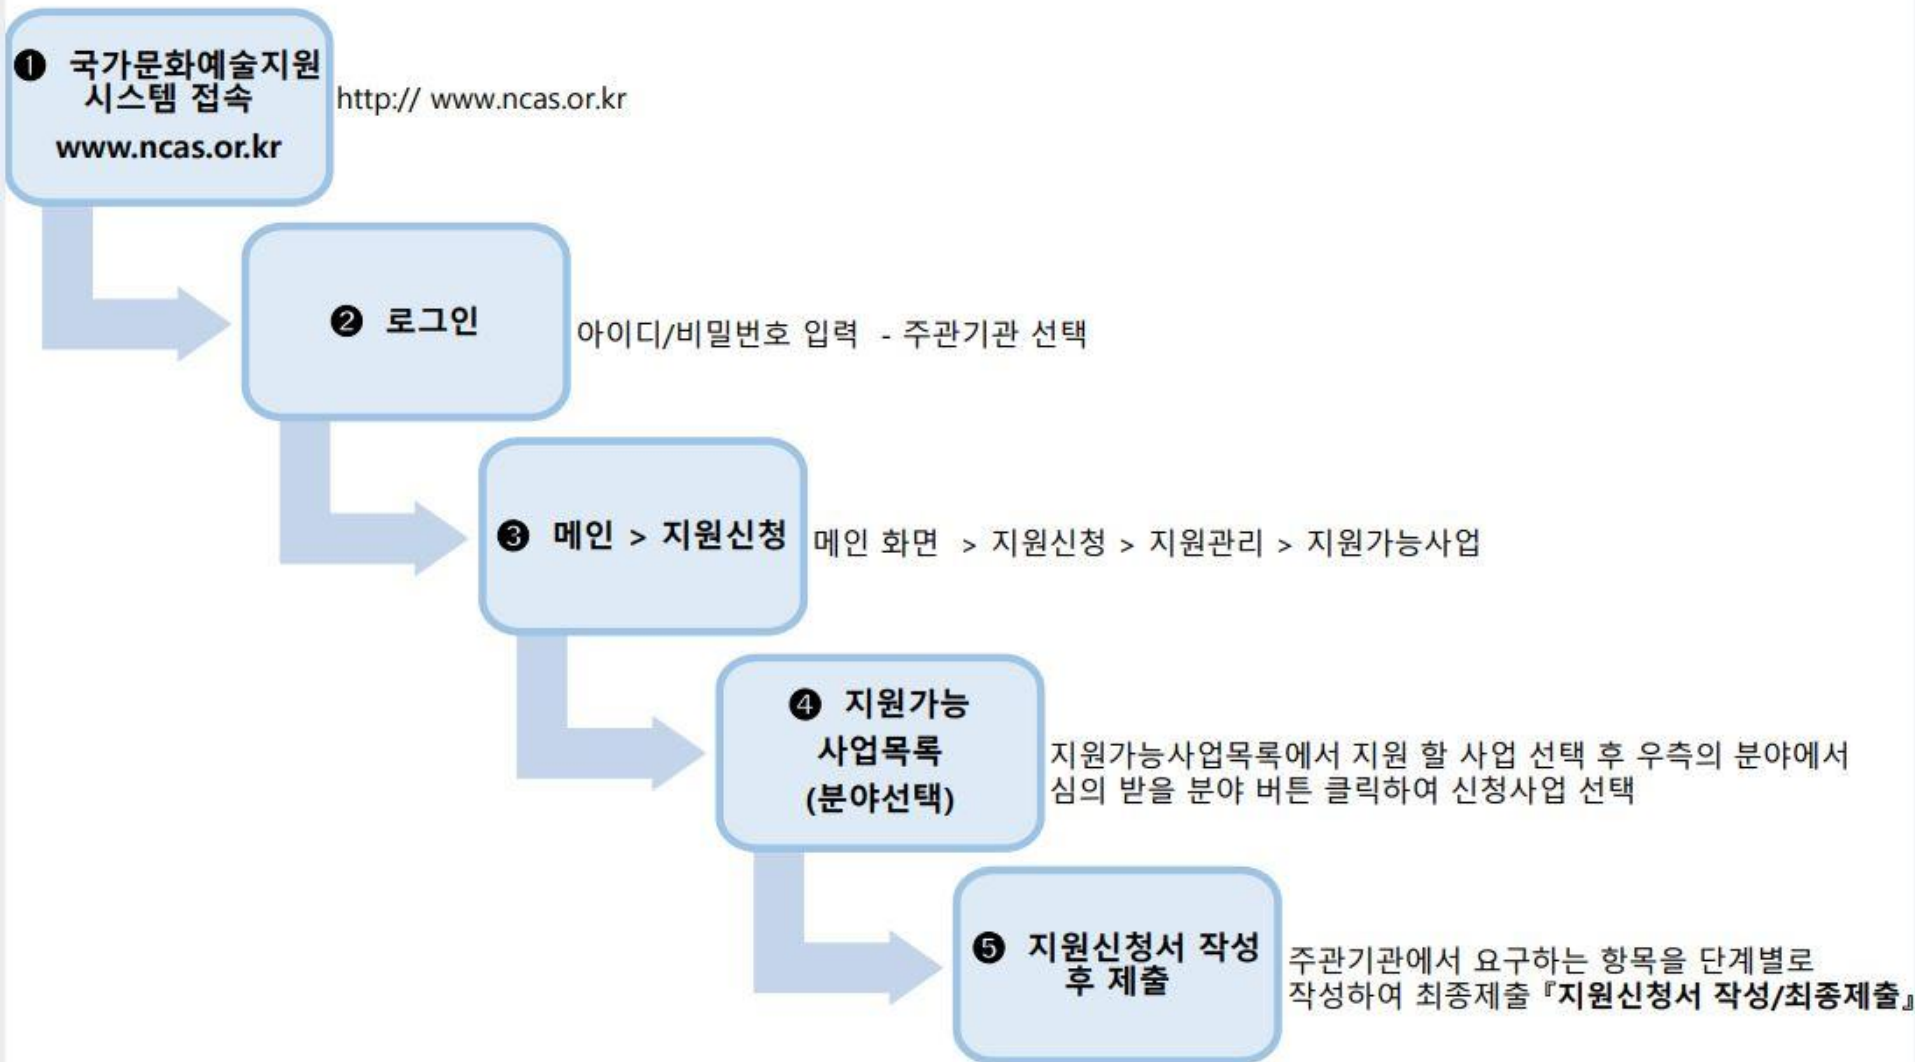 ❶ 국가문화예술지원
시스템 접속
www.ncas.or.kr
http:// www.ncas.or.kr
❷ 로그인
아이디/비밀번호 입력 - 주관기관 선택
❸ 메인 > 지원신청
메인 화면 > 지원신청 > 지원관리 > 지원가능사업
❹ 지원가능
사업목록
(분야선택)
지원가능사업목록에서 지원 할 사업 선택 후 우측의 분야에서
심의 받을 분야 버튼 클릭하여 신청사업 선택
❺ 지원신청서 작성
후 제출
주관기관에서 요구하는 항목을 단계별로
작성하여 최종제출『지원신청서 작성/최종제출』